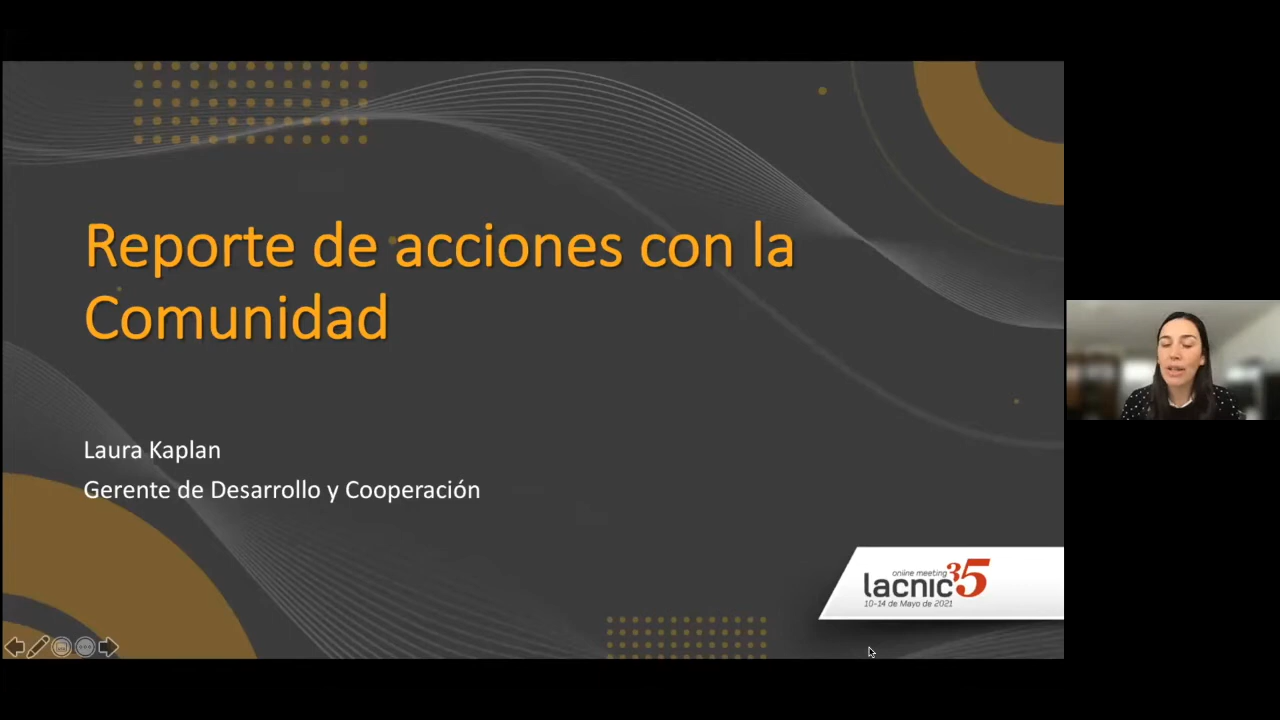 Reporte de acciones con la
Comunidad
Laura Kaplan
Gerente de Desarrollo y Cooperación
online meeting
lacnic35
10-14 de Mayo de 2021